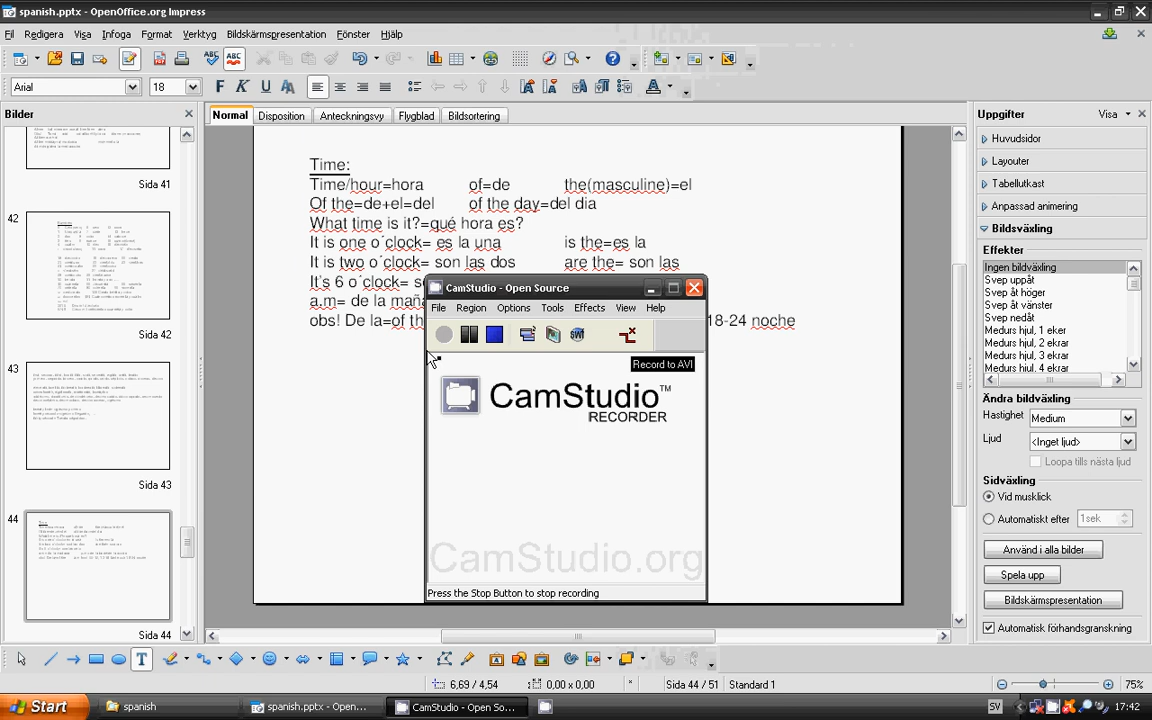 spanish.pptx - OpenOffice.org Impress
Fil Redigera Visa Infoga Format Verktyg Bildskärmspresentation Fönster Hjälp
Arial 18 F K U
Bilder
Normal Disposition Anteckningsvy Flygblad Bildsortering
Uppgifter Visa
Sida 41
42
Sida 42
43
Sida 43
44
Sida 44
Time:
Time/hour=hora of=de the(masculine)=el
Of the=de+el=del of the day=del dia
What time is it?=qué hora es?
It is one o´clock= es la una is the=es la
It is two o´clock= son las dos are the= son las
It's 6 o´clock= s
a.m= de la maña
obs! De la=of th 18-24 noche
CamStudio - Open Source
File Region Options Tools Effects View Help
Record to AVI
CamStudio™
RECORDER
CamStudio.org
Press the Stop Button to stop recording
Huvudsidor
Layouter
Tabellutkast
Anpassad animering
Bildsväxling
Effekter
Ingen bildväxling
Svep uppåt
Svep åt höger
Svep åt vänster
Svep nedåt
Medurs hjul, 1 eker
Medurs hjul, 2 ekrar
Medurs hjul, 3 ekrar
Medurs hjul, 4 ekrar
Ändra bildväxling
Hastighet Medium
Ljud <Inget ljud>
Loopa tills nästa ljud
Sidväxling
Vid musklick
Automatiskt efter 1sek
Använd i alla bilder
Spela upp
Bildskärmspresentation
Automatisk förhandsgranskning
6,69 / 4,54 0,00 x 0,00 * Sida 44 / 51 Standard 1 75%
Start spanish spanish.pptx - Open... CamStudio - Open So... SV 17:42